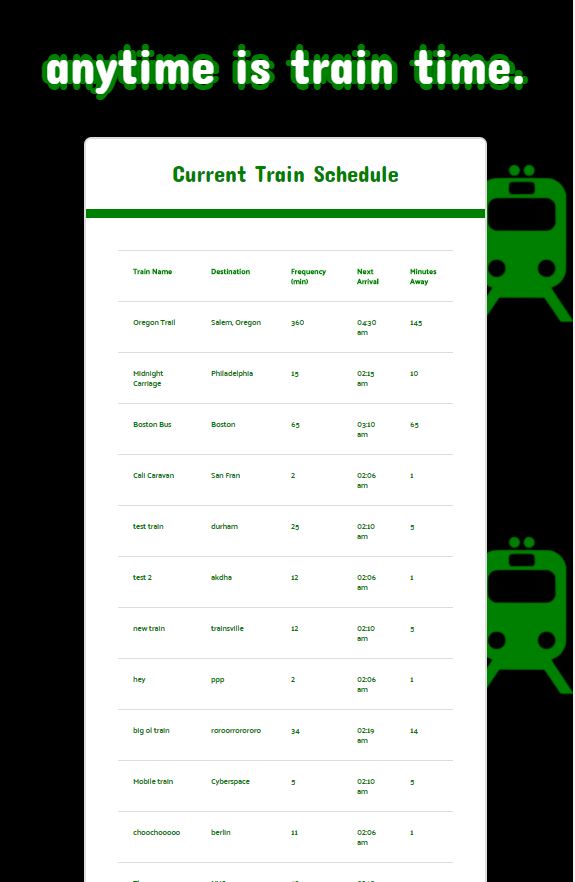 anytime is train time.
Current Train Schedule
Train Name Destination Frequency (min) Next Arrival Minutes Away
Oregon Trail Salem, Oregon 360 04:30 am 145
Midnight Carriage Philadelphia 15 02:15 am 10
Boston Bus Boston 65 03:10 am 65
Cali Caravan San Fran 2 02:06 am 1
test train durham 25 02:10 am 5
test 2 akdha 12 02:06 am 1
new train trainsville 12 02:10 am 5
hey ppp 2 02:06 am 1
big ol train roroorrorororo 34 02:19 am 14
Mobile train Cyberspace 5 02:10 am 5
choochooooo berlin 11 02:06 am 1